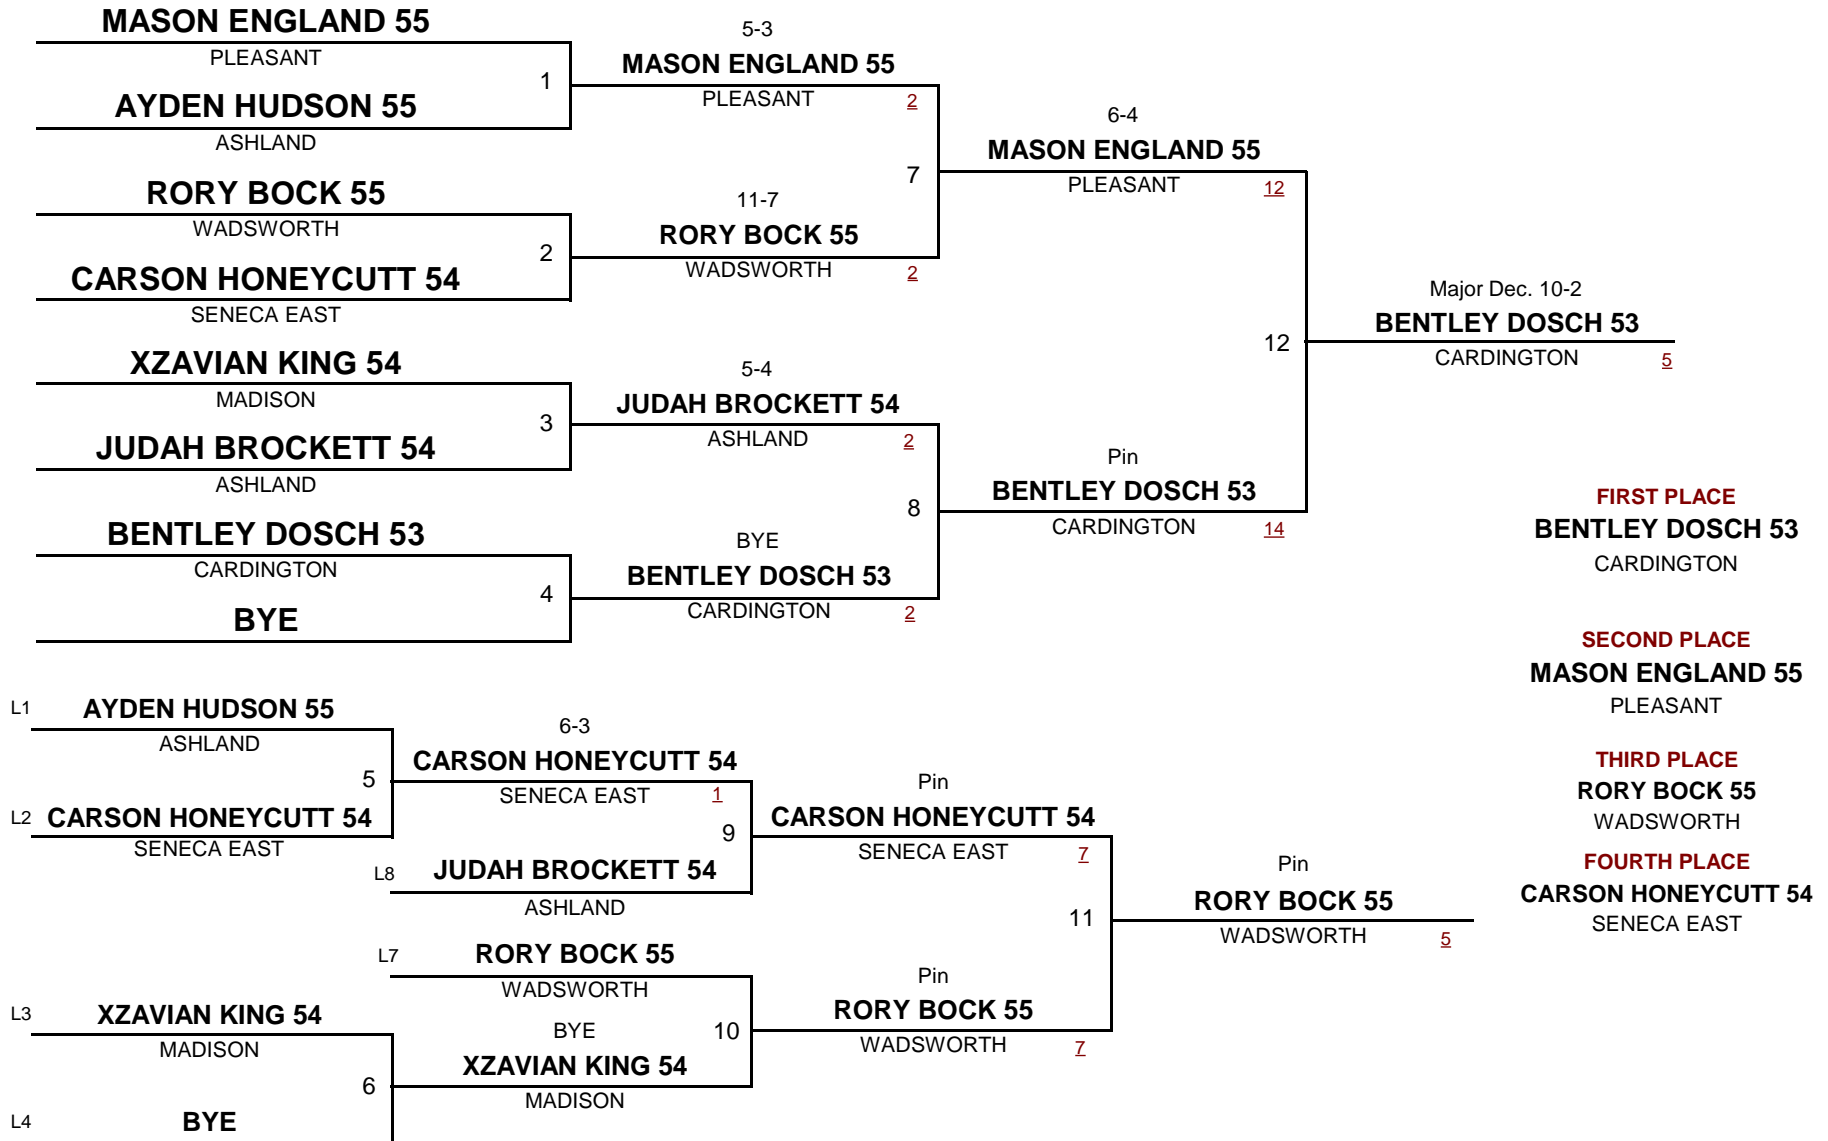 MASON ENGLAND 55
PLEASANT
1
AYDEN HUDSON 55
ASHLAND
RORY BOCK 55
WADSWORTH
2
CARSON HONEYCUTT 54
SENECA EAST
XZAVIAN KING 54
MADISON
3
JUDAH BROCKETT 54
ASHLAND
BENTLEY DOSCH 53
CARDINGTON
4
BYE
5-3
MASON ENGLAND 55
PLEASANT 2
7
11-7
RORY BOCK 55
WADSWORTH 2
5-4
JUDAH BROCKETT 54
ASHLAND 2
8
BYE
BENTLEY DOSCH 53
CARDINGTON 2
6-4
MASON ENGLAND 55
PLEASANT 12
12
Pin
BENTLEY DOSCH 53
CARDINGTON 14
Major Dec. 10-2
BENTLEY DOSCH 53
CARDINGTON 5
L1 AYDEN HUDSON 55
ASHLAND
5
L2 CARSON HONEYCUTT 54
SENECA EAST
L3 XZAVIAN KING 54
MADISON
6
L4 BYE
6-3
CARSON HONEYCUTT 54
SENECA EAST 1
9
L8 JUDAH BROCKETT 54
ASHLAND
L7 RORY BOCK 55
WADSWORTH
BYE 10
XZAVIAN KING 54
MADISON
Pin
CARSON HONEYCUTT 54
SENECA EAST 7
11
Pin
RORY BOCK 55
WADSWORTH 7
Pin
RORY BOCK 55
WADSWORTH 5
FIRST PLACE
BENTLEY DOSCH 53
CARDINGTON
SECOND PLACE
MASON ENGLAND 55
PLEASANT
THIRD PLACE
RORY BOCK 55
WADSWORTH
FOURTH PLACE
CARSON HONEYCUTT 54
SENECA EAST